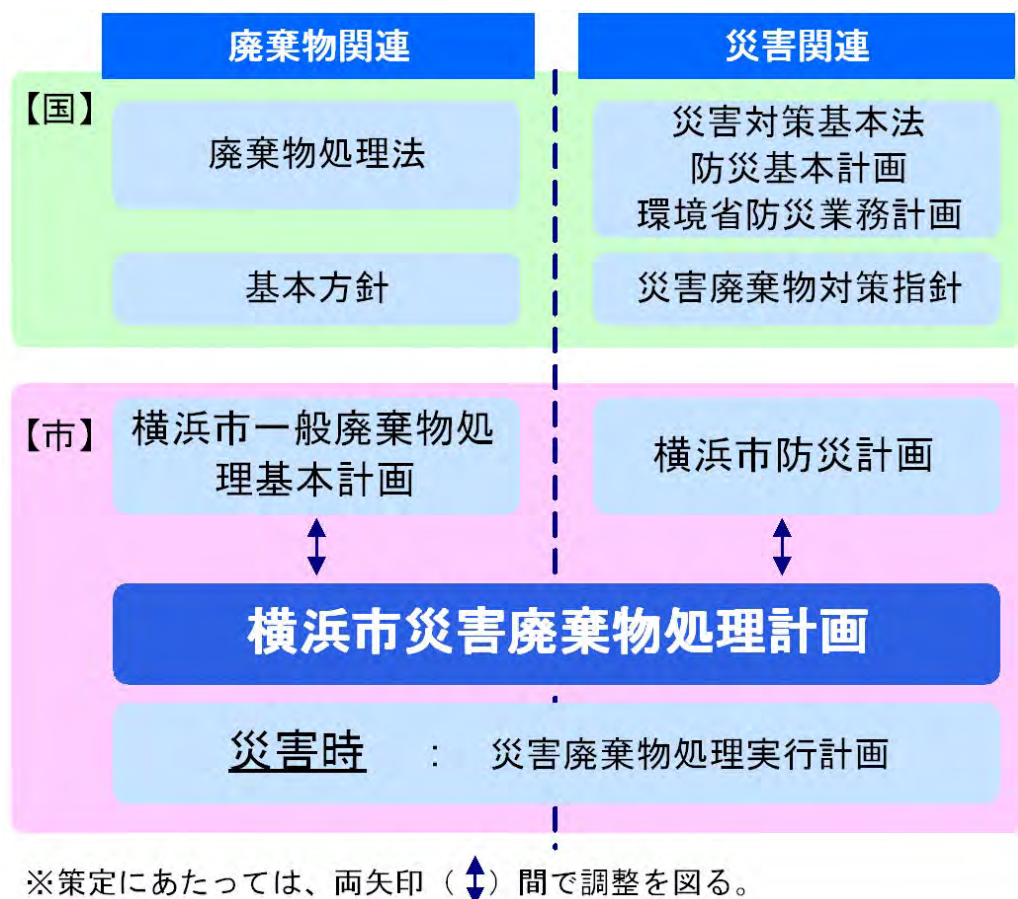 廃棄物関連
災害関連
【国】
廃棄物処理法
災害対策基本法
防災基本計画
環境省防災業務計画
基本方針
災害廃棄物対策指針
【市】
横浜市一般廃棄物処
理基本計画
横浜市防災計画
横浜市災害廃棄物処理計画
災害時 : 災害廃棄物処理実行計画
※策定にあたっては、両矢印（↕）間で調整を図る。